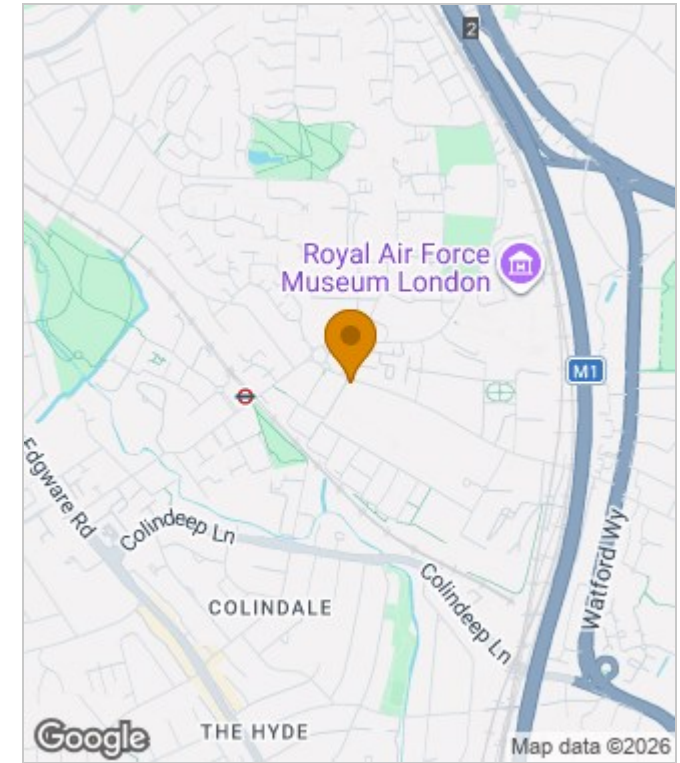 2
Royal Air Force
Museum London
M1
Edgware Rd
Colindeep Ln
Colindeep Ln
Watford Wy
COLINDALE
THE HYDE
Google
Map data ©2026